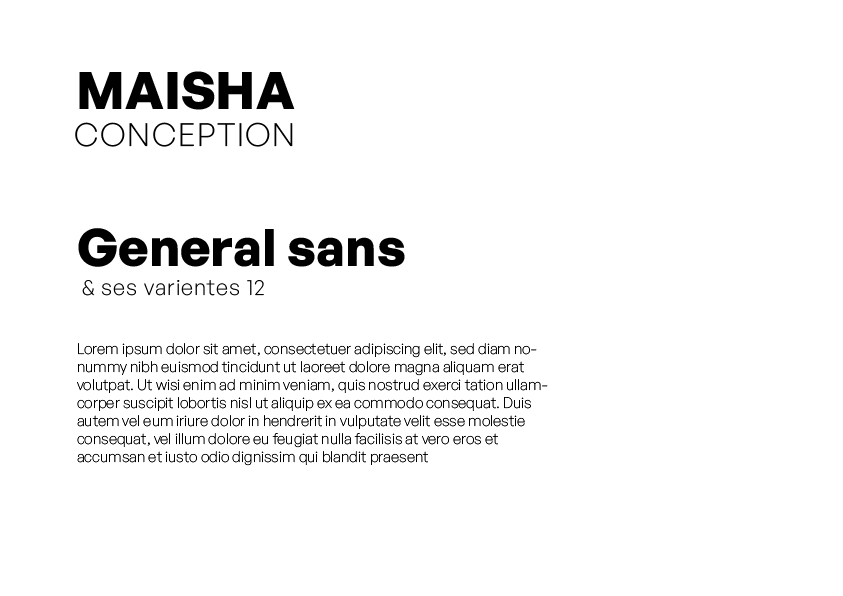 MAISHA
CONCEPTION
General sans
& ses varientes 12
Lorem ipsum dolor sit amet, consectetuer adipiscing elit, sed diam no-
nummy nibh euismod tincidunt ut laoreet dolore magna aliquam erat
volutpat. Ut wisi enim ad minim veniam, quis nostrud exerci tation ullam-
corper suscipit lobortis nisl ut aliquip ex ea commodo consequat. Duis
autem vel eum iriure dolor in hendrerit in vulputate velit esse molestie
consequat, vel illum dolore eu feugiat nulla facilisis at vero eros et
accumsan et iusto odio dignissim qui blandit praesent